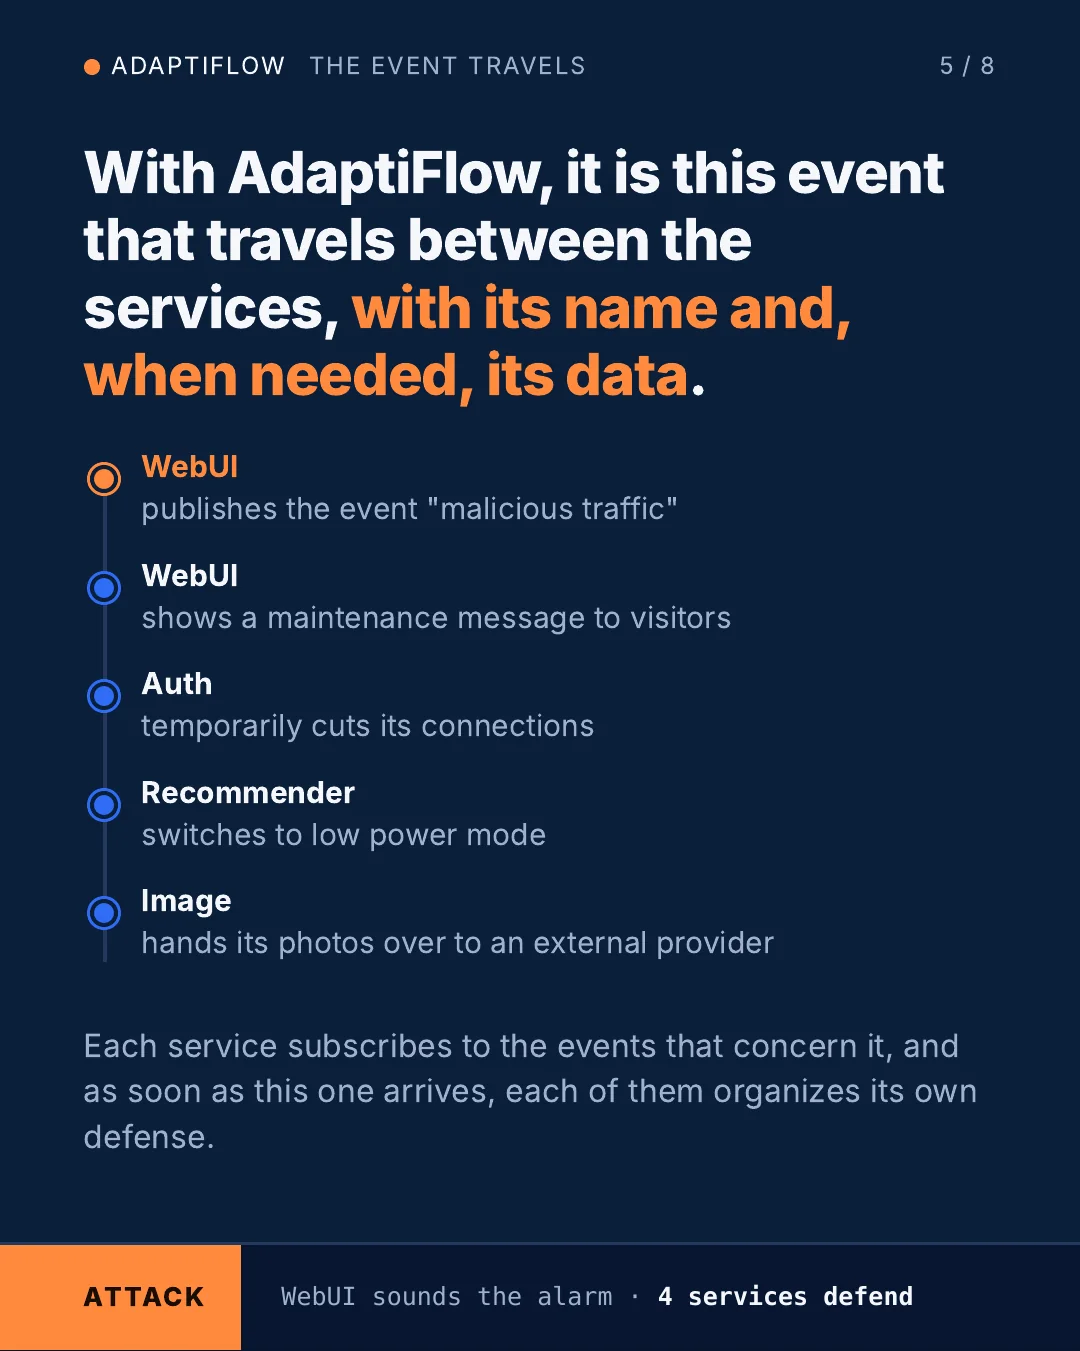 ADAPTIFLOW THE EVENT TRAVELS 5 / 8
With AdaptiFlow, it is this event
that travels between the
services, with its name and,
when needed, its data.
WebUI
publishes the event "malicious traffic"
WebUI
shows a maintenance message to visitors
Auth
temporarily cuts its connections
Recommender
switches to low power mode
Image
hands its photos over to an external provider
Each service subscribes to the events that concern it, and
as soon as this one arrives, each of them organizes its own
defense.
ATTACK WebUI sounds the alarm · 4 services defend